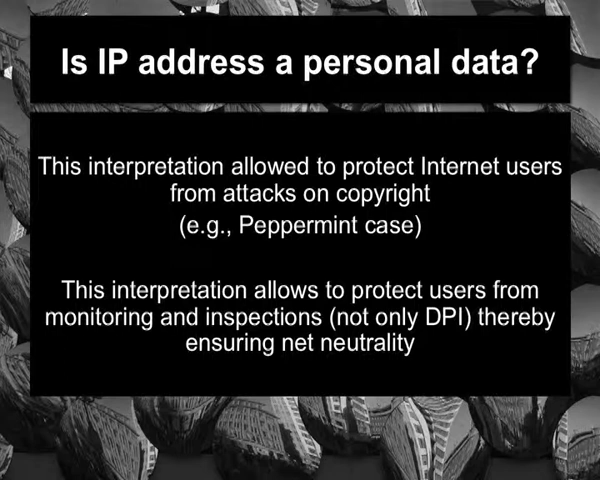 Is IP address a personal data?
This interpretation allowed to protect Internet users
from attacks on copyright
(e.g., Peppermint case)
This interpretation allows to protect users from
monitoring and inspections (not only DPI) thereby
ensuring net neutrality